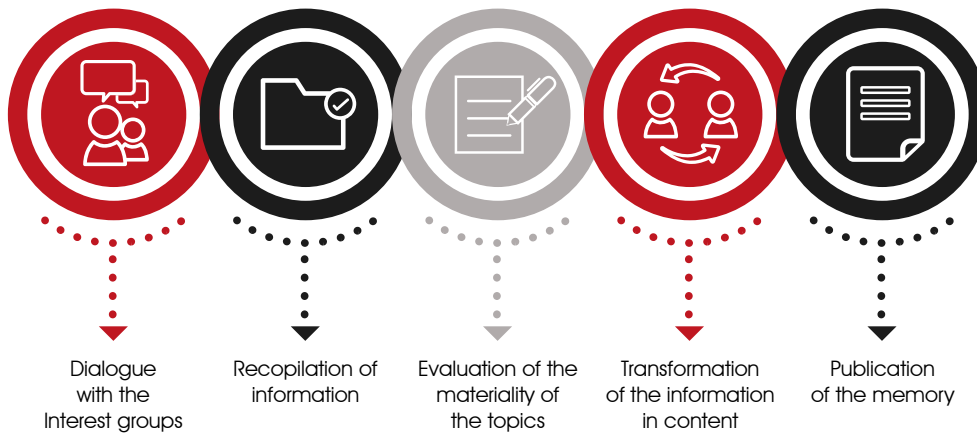 Dialogue
with the
Interest groups
Recopilation of
information
Evaluation of the
materiality of
the topics
Transformation
of the information
in content
Publication
of the memory